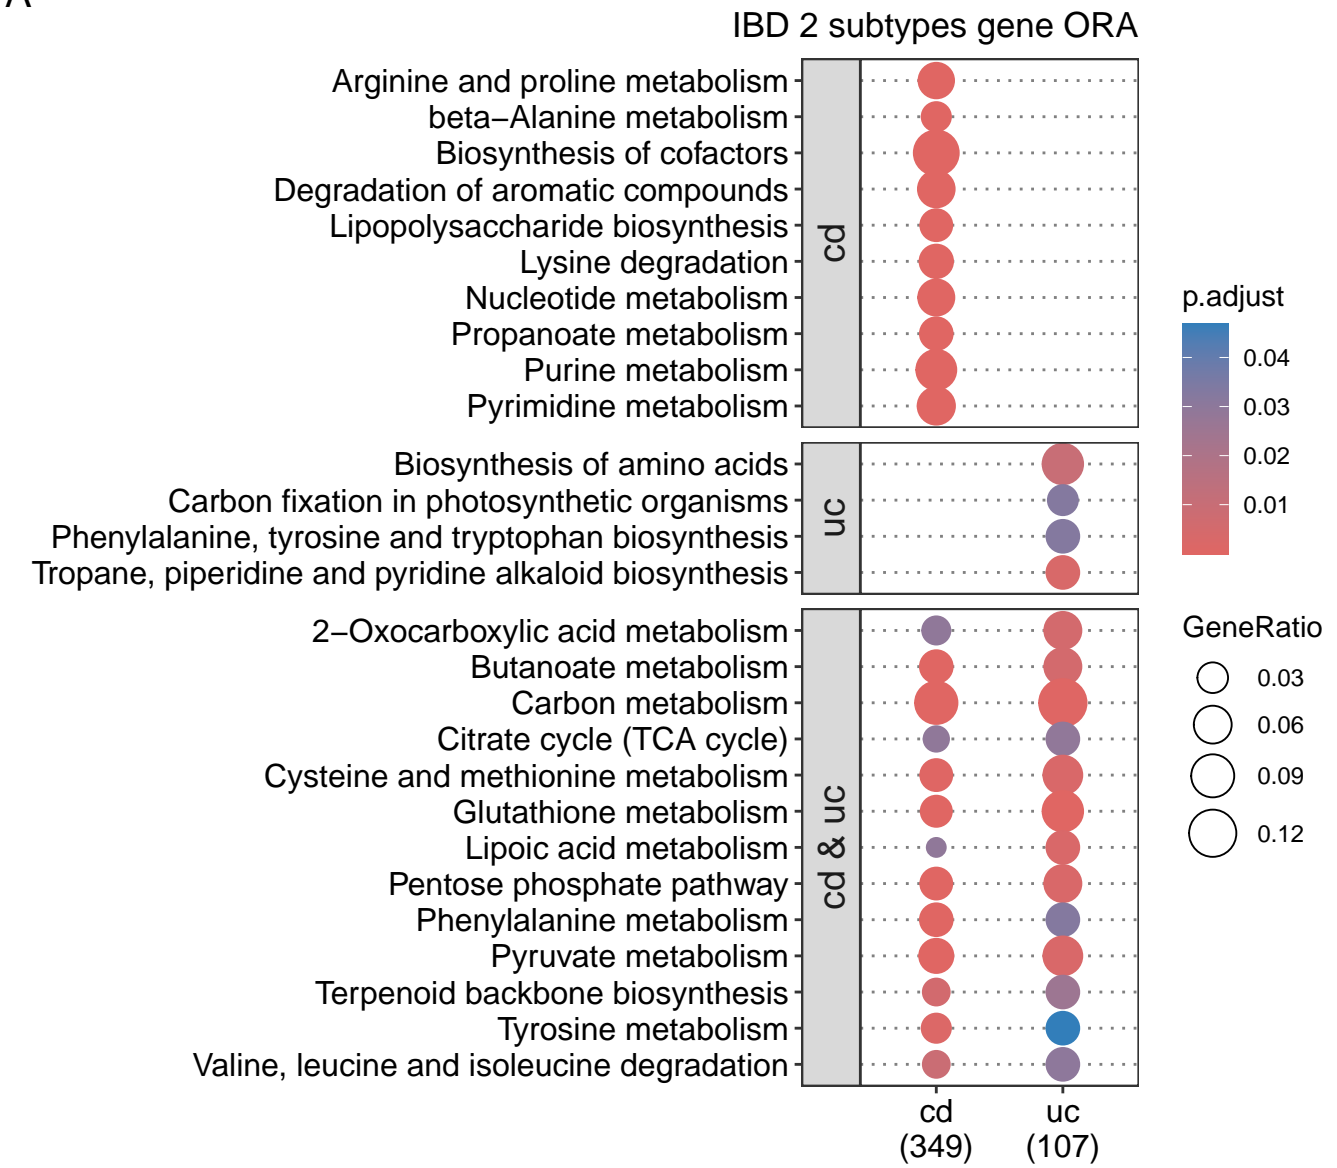 A
IBD 2 subtypes gene ORA
Arginine and proline metabolism
beta−Alanine metabolism
Biosynthesis of cofactors
Degradation of aromatic compounds
Lipopolysaccharide biosynthesis
Lysine degradation
Nucleotide metabolism
Propanoate metabolism
Purine metabolism
Pyrimidine metabolism
cd
Biosynthesis of amino acids
Carbon fixation in photosynthetic organisms
Phenylalanine, tyrosine and tryptophan biosynthesis
Tropane, piperidine and pyridine alkaloid biosynthesis
uc
2−Oxocarboxylic acid metabolism
Butanoate metabolism
Carbon metabolism
Citrate cycle (TCA cycle)
Cysteine and methionine metabolism
Glutathione metabolism
Lipoic acid metabolism
Pentose phosphate pathway
Phenylalanine metabolism
Pyruvate metabolism
Terpenoid backbone biosynthesis
Tyrosine metabolism
Valine, leucine and isoleucine degradation
cd & uc
cd
(349)
uc
(107)
p.adjust
0.04
0.03
0.02
0.01
GeneRatio
0.03
0.06
0.09
0.12